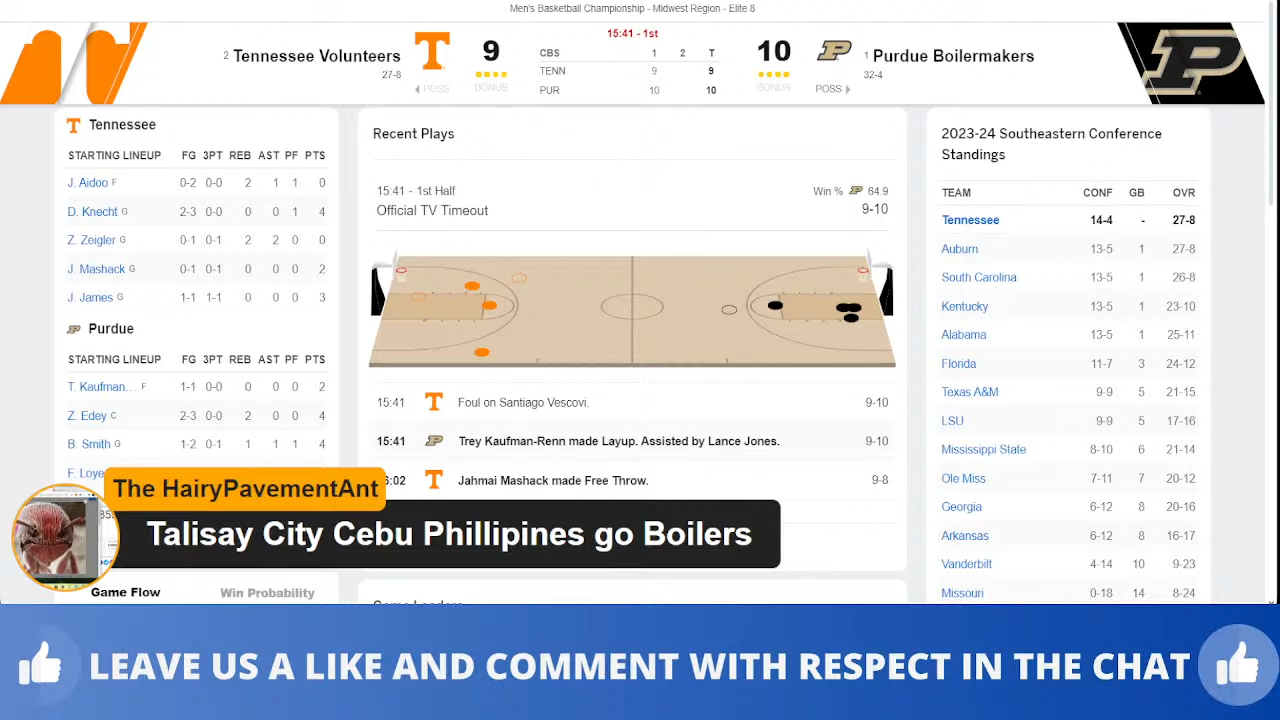 Men's Basketball Championship - Midwest Region - Elite 8
2 Tennessee Volunteers
27-8
T
9
BONUS
POSS
15:41 - 1st
CBS 1 2 T
TENN 9 9
PUR 10 10
10
BONUS
P
POSS
1 Purdue Boilermakers
32-4
P
T Tennessee
STARTING LINEUP FG 3PT REB AST PF PTS
J. Aidoo F 0-2 0-0 2 1 1 0
D. Knecht G 2-3 0-0 0 0 1 4
Z. Zeigler G 0-1 0-1 2 2 0 0
J. Mashack G 0-1 0-1 0 0 0 2
J. James G 1-1 1-1 0 0 0 3
P Purdue
STARTING LINEUP FG 3PT REB AST PF PTS
T. Kaufman... F 1-1 0-0 0 0 0 2
Z. Edey C 2-3 0-0 2 0 0 4
B. Smith G 1-2 0-1 1 1 1 4
F. Loye
Game Flow Win Probability
Recent Plays
15:41 - 1st Half Win % P 64.9
Official TV Timeout 9-10
15:41 T Foul on Santiago Vescovi. 9-10
15:41 P Trey Kaufman-Renn made Layup. Assisted by Lance Jones. 9-10
:02 T Jahmai Mashack made Free Throw. 9-8
2023-24 Southeastern Conference
Standings
TEAM CONF GB OVR
Tennessee 14-4 - 27-8
Auburn 13-5 1 27-8
South Carolina 13-5 1 26-8
Kentucky 13-5 1 23-10
Alabama 13-5 1 25-11
Florida 11-7 3 24-12
Texas A&M 9-9 5 21-15
LSU 9-9 5 17-16
Mississippi State 8-10 6 21-14
Ole Miss 7-11 7 20-12
Georgia 6-12 8 20-16
Arkansas 6-12 8 16-17
Vanderbilt 4-14 10 9-23
Missouri 0-18 14 8-24
The HairyPavementAnt
Talisay City Cebu Phillipines go Boilers
LEAVE US A LIKE AND COMMENT WITH RESPECT IN THE CHAT